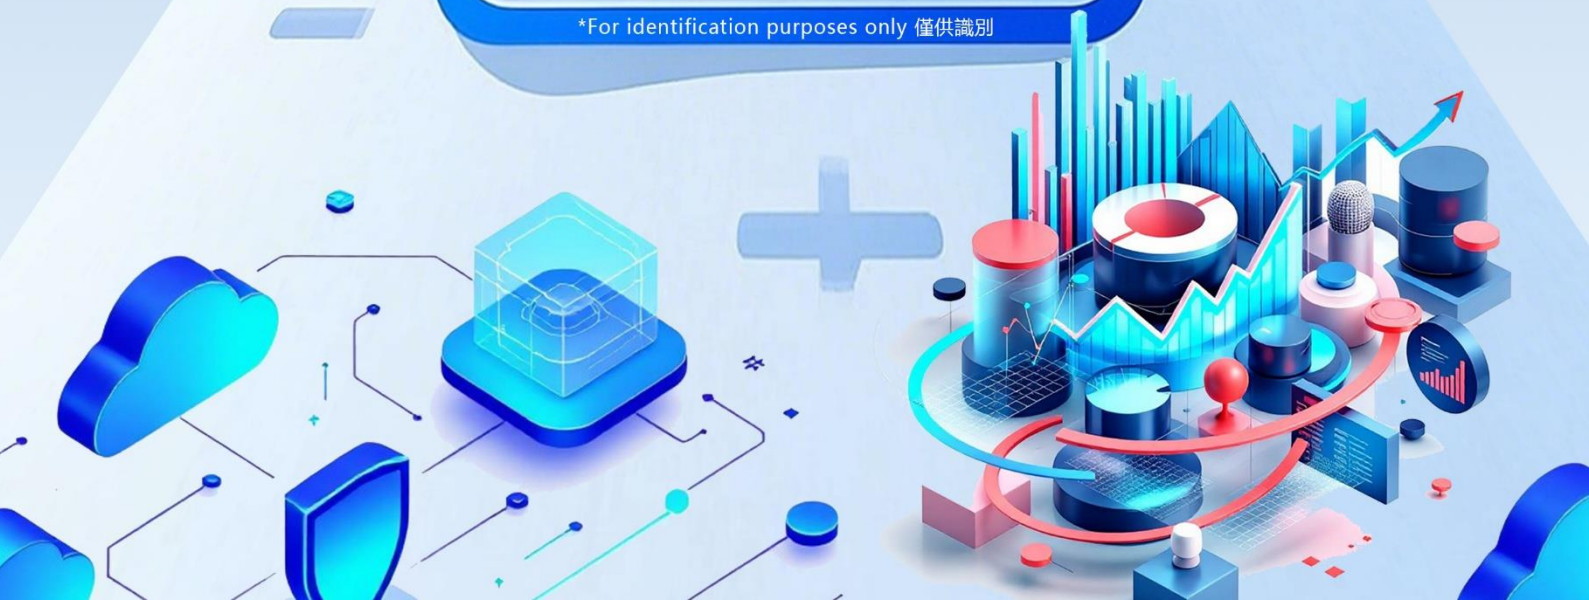 *For identification purposes only 僅供識別